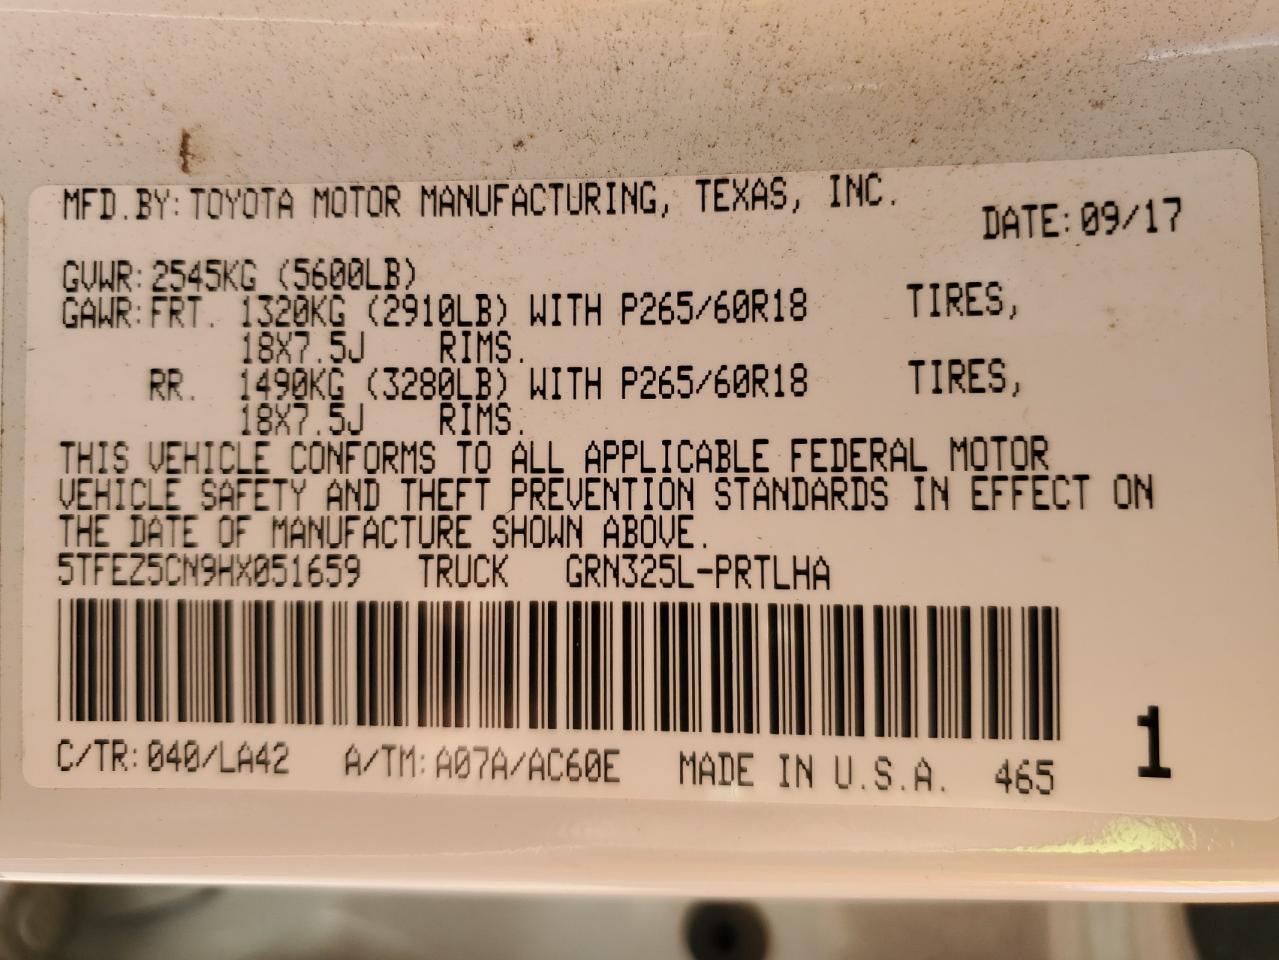 MFD.BY: TOYOTA MOTOR MANUFACTURING, TEXAS, INC.
DATE: 09/17
GVWR: 2545KG (5600LB)
GAWR: FRT. 1320KG (2910LB) WITH P265/60R18 TIRES,
18X7.5J RIMS.
RR. 1490KG (3280LB) WITH P265/60R18 TIRES,
18X7.5J RIMS.
THIS VEHICLE CONFORMS TO ALL APPLICABLE FEDERAL MOTOR
VEHICLE SAFETY AND THEFT PREVENTION STANDARDS IN EFFECT ON
THE DATE OF MANUFACTURE SHOWN ABOVE.
5TFEZ5CN9HX051659 TRUCK GRN325L-PRTLHA
C/TR: 040/LA42 A/TM: A07A/AC60E MADE IN U.S.A. 465
1